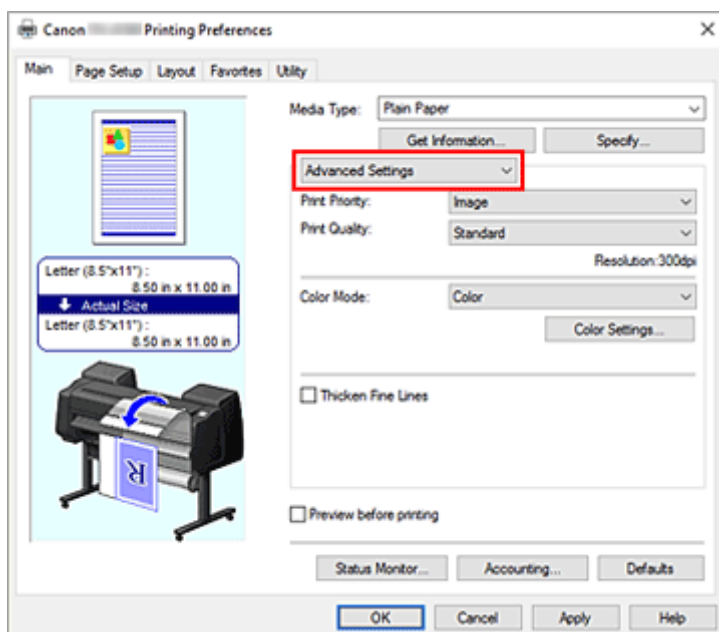 Canon Printing Preferences
Main Page Setup Layout Favorites Utility
Media Type: Plain Paper
Get Information... Specify...
Advanced Settings
Print Priority: Image
Print Quality: Standard
Resolution:300dpi
Color Mode: Color
Color Settings...
Thicken Fine Lines
Preview before printing
Status Monitor... Accounting... Defaults
OK Cancel Apply Help
Letter (8.5"x11") :
8.50 in x 11.00 in
Actual Size
Letter (8.5"x11") :
8.50 in x 11.00 in
R